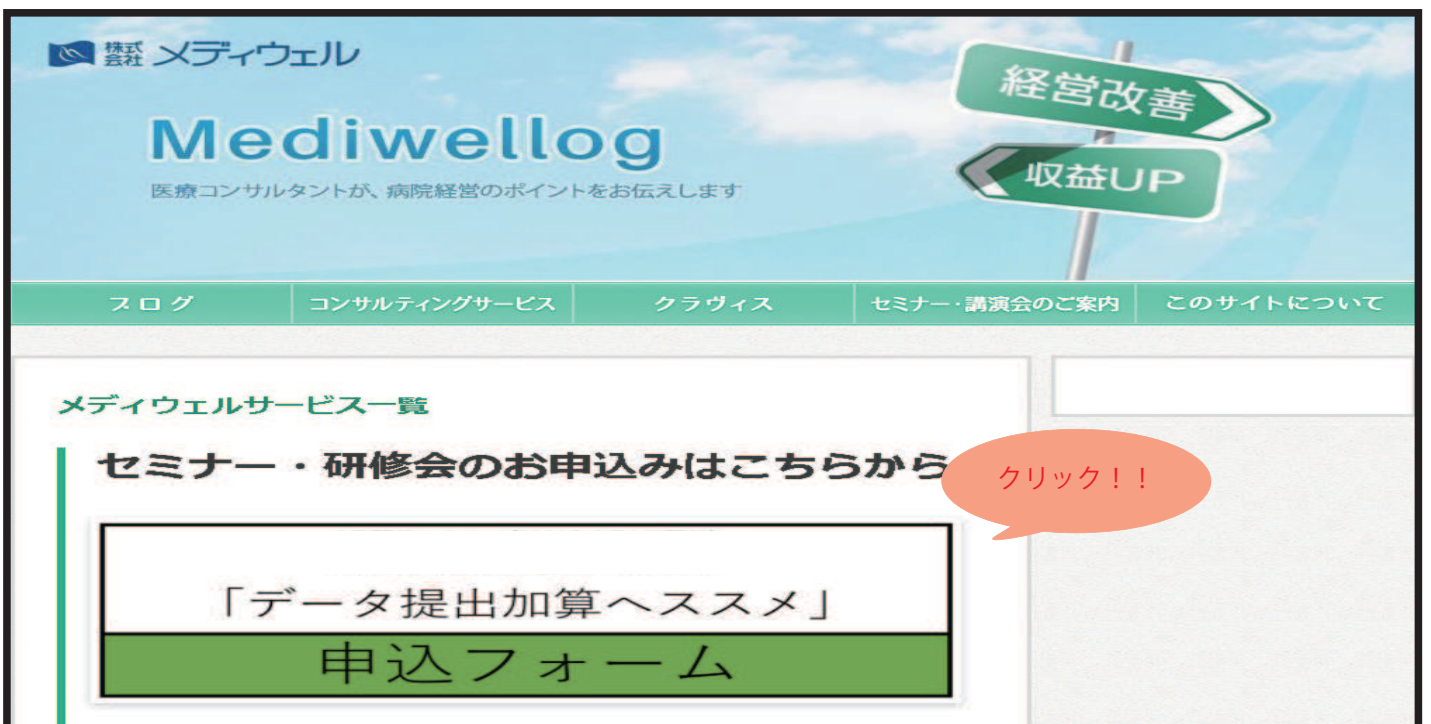 株式会社 メディウェル
経営改善
収益UP
Mediwellog
医療コンサルタントが、病院経営のポイントをお伝えします
ブログ
コンサルティングサービス
クラヴィス
セミナー・講演会のご案内
このサイトについて
メディウェルサービス一覧
セミナー・研修会のお申込みはこちらから
クリック！！
「データ提出加算へススメ」
申込フォーム